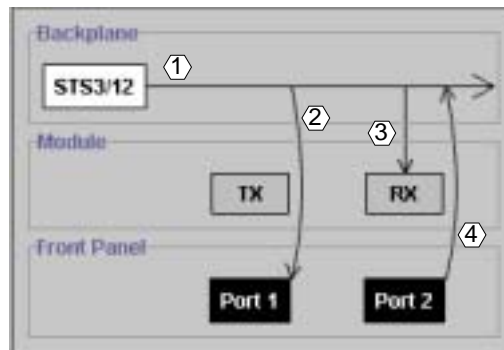 Backplane
1
STS3/12
2
3
Module
TX
RX
4
Front Panel
Port 1
Port 2